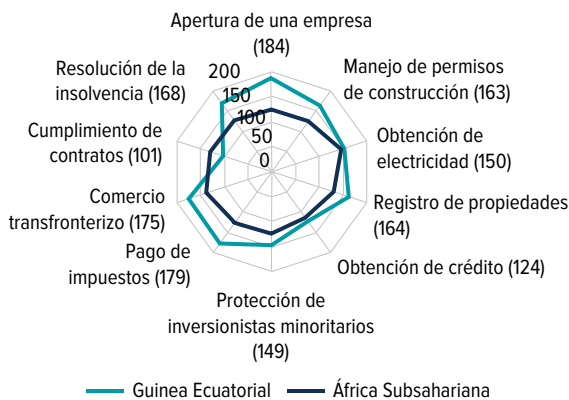 Apertura de una empresa
(184)
Manejo de permisos
de construcción (163)
Obtención de
electricidad (150)
Registro de propiedades
(164)
Obtención de crédito (124)
Protección de
inversionistas minoritarios
(149)
Pago de
impuestos (179)
Comercio
transfronterizo (175)
Cumplimiento de
contratos (101)
Resolución de la
insolvencia (168)
200
150
100
50
0
Guinea Ecuatorial
África Subsahariana